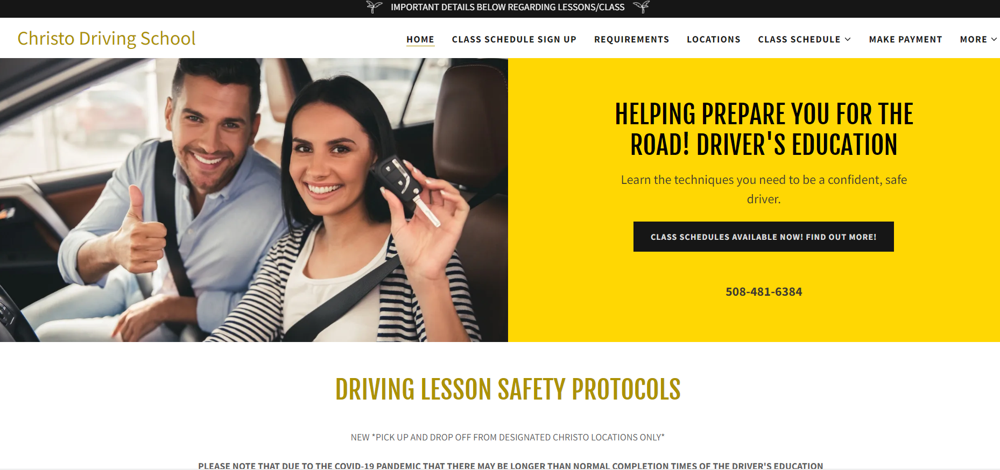 IMPORTANT DETAILS BELOW REGARDING LESSONS/CLASS
Christo Driving School
HOME
CLASS SCHEDULE SIGN UP
REQUIREMENTS
LOCATIONS
CLASS SCHEDULE
MAKE PAYMENT
MORE
HELPING PREPARE YOU FOR THE
ROAD! DRIVER'S EDUCATION
Learn the techniques you need to be a confident, safe
driver.
CLASS SCHEDULES AVAILABLE NOW! FIND OUT MORE!
508-481-6384
DRIVING LESSON SAFETY PROTOCOLS
NEW *PICK UP AND DROP OFF FROM DESIGNATED CHRISTO LOCATIONS ONLY*
PLEASE NOTE THAT DUE TO THE COVID-19 PANDEMIC THAT THERE MAY BE LONGER THAN NORMAL COMPLETION TIMES OF THE DRIVER'S EDUCATION